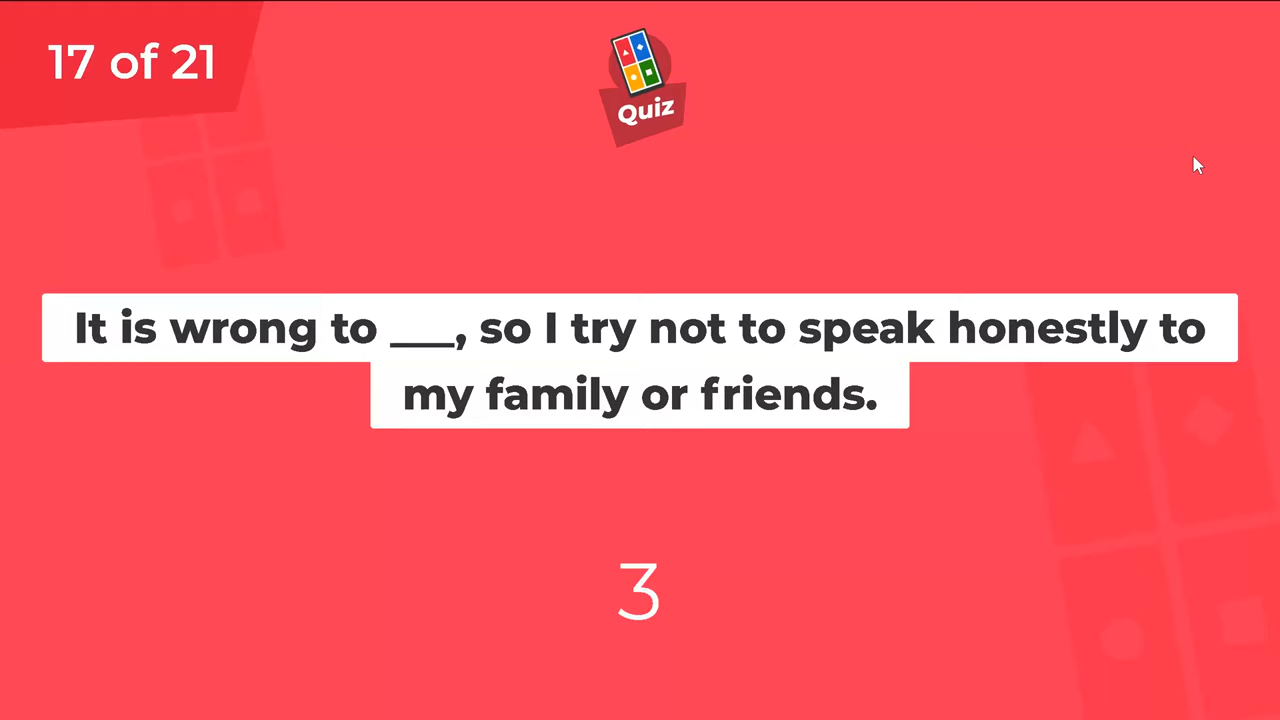 17 of 21
Quiz
It is wrong to ___, so I try not to speak honestly to
my family or friends.
3